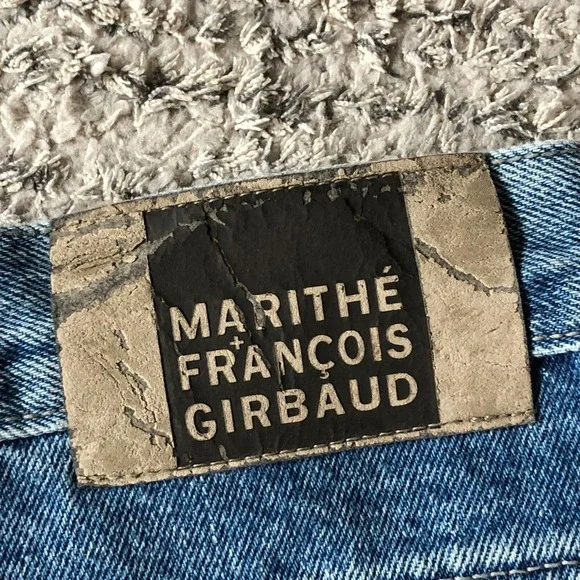 MARITHÉ
+
FRANÇOIS
GIRBAUD